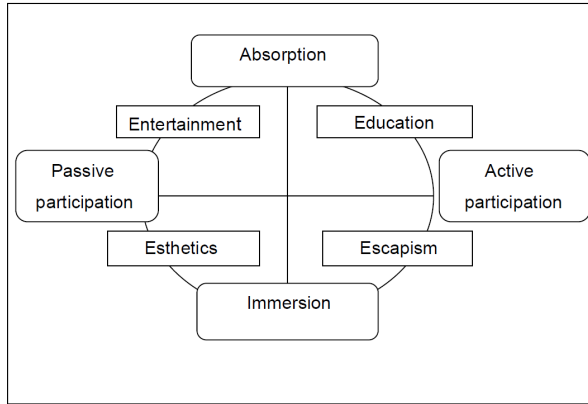 Absorption
Entertainment
Education
Passive
participation
Active
participation
Esthetics
Escapism
Immersion